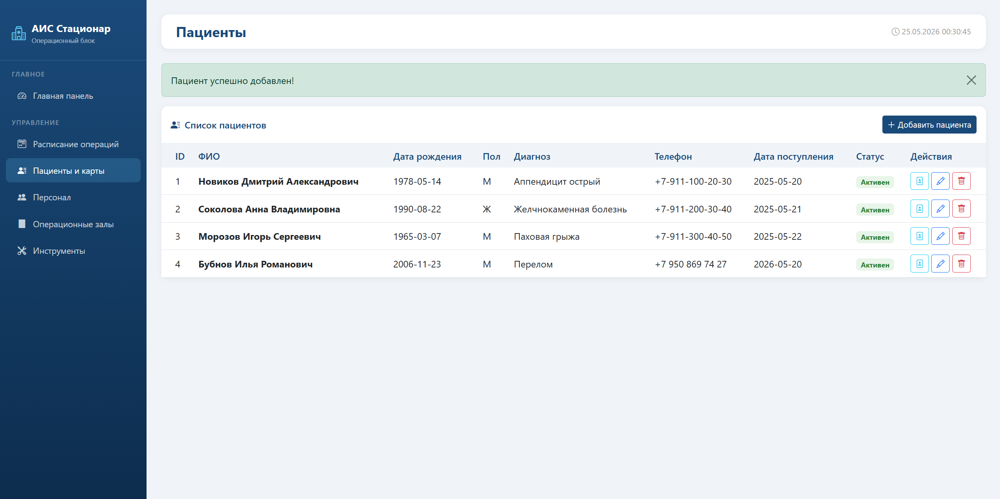 АИС Стационар
Операционный блок
ГЛАВНОЕ
Главная панель
УПРАВЛЕНИЕ
Расписание операций
Пациенты и карты
Персонал
Операционные залы
Инструменты
Пациенты
25.05.2026 00:30:45
Пациент успешно добавлен!
Список пациентов
Добавить пациента
ID ФИО Дата рождения Пол Диагноз Телефон Дата поступления Статус Действия
1 Новиков Дмитрий Александрович 1978-05-14 М Аппендицит острый +7-911-100-20-30 2025-05-20 Активен
2 Соколова Анна Владимировна 1990-08-22 Ж Желчнокаменная болезнь +7-911-200-30-40 2025-05-21 Активен
3 Морозов Игорь Сергеевич 1965-03-07 М Паховая грыжа +7-911-300-40-50 2025-05-22 Активен
4 Бубнов Илья Романович 2006-11-23 М Перелом +7 950 869 74 27 2026-05-20 Активен